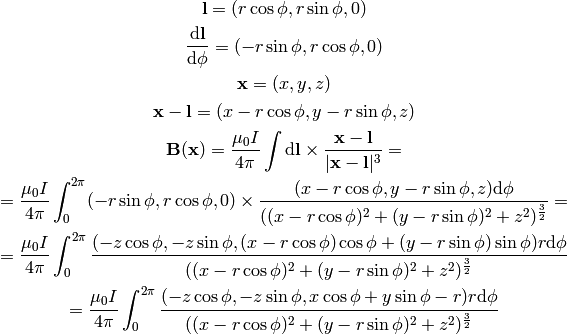 l = (r cos ϕ, r sin ϕ, 0)
dl/dϕ = (−r sin ϕ, r cos ϕ, 0)
x = (x, y, z)
x − l = (x − r cos ϕ, y − r sin ϕ, z)
B(x) = μ₀I/4π ∫ dl × (x − l)/|x − l|³ =
= μ₀I/4π ∫₀^{2π} (−r sin ϕ, r cos ϕ, 0) × (x − r cos ϕ, y − r sin ϕ, z)dϕ / ((x − r cos ϕ)² + (y − r sin ϕ)² + z²)^{3/2} =
= μ₀I/4π ∫₀^{2π} (−z cos ϕ, −z sin ϕ, (x − r cos ϕ) cos ϕ + (y − r sin ϕ) sin ϕ)rdϕ / ((x − r cos ϕ)² + (y − r sin ϕ)² + z²)^{3/2}
= μ₀I/4π ∫₀^{2π} (−z cos ϕ, −z sin ϕ, x cos ϕ + y sin ϕ − r)rdϕ / ((x − r cos ϕ)² + (y − r sin ϕ)² + z²)^{3/2}